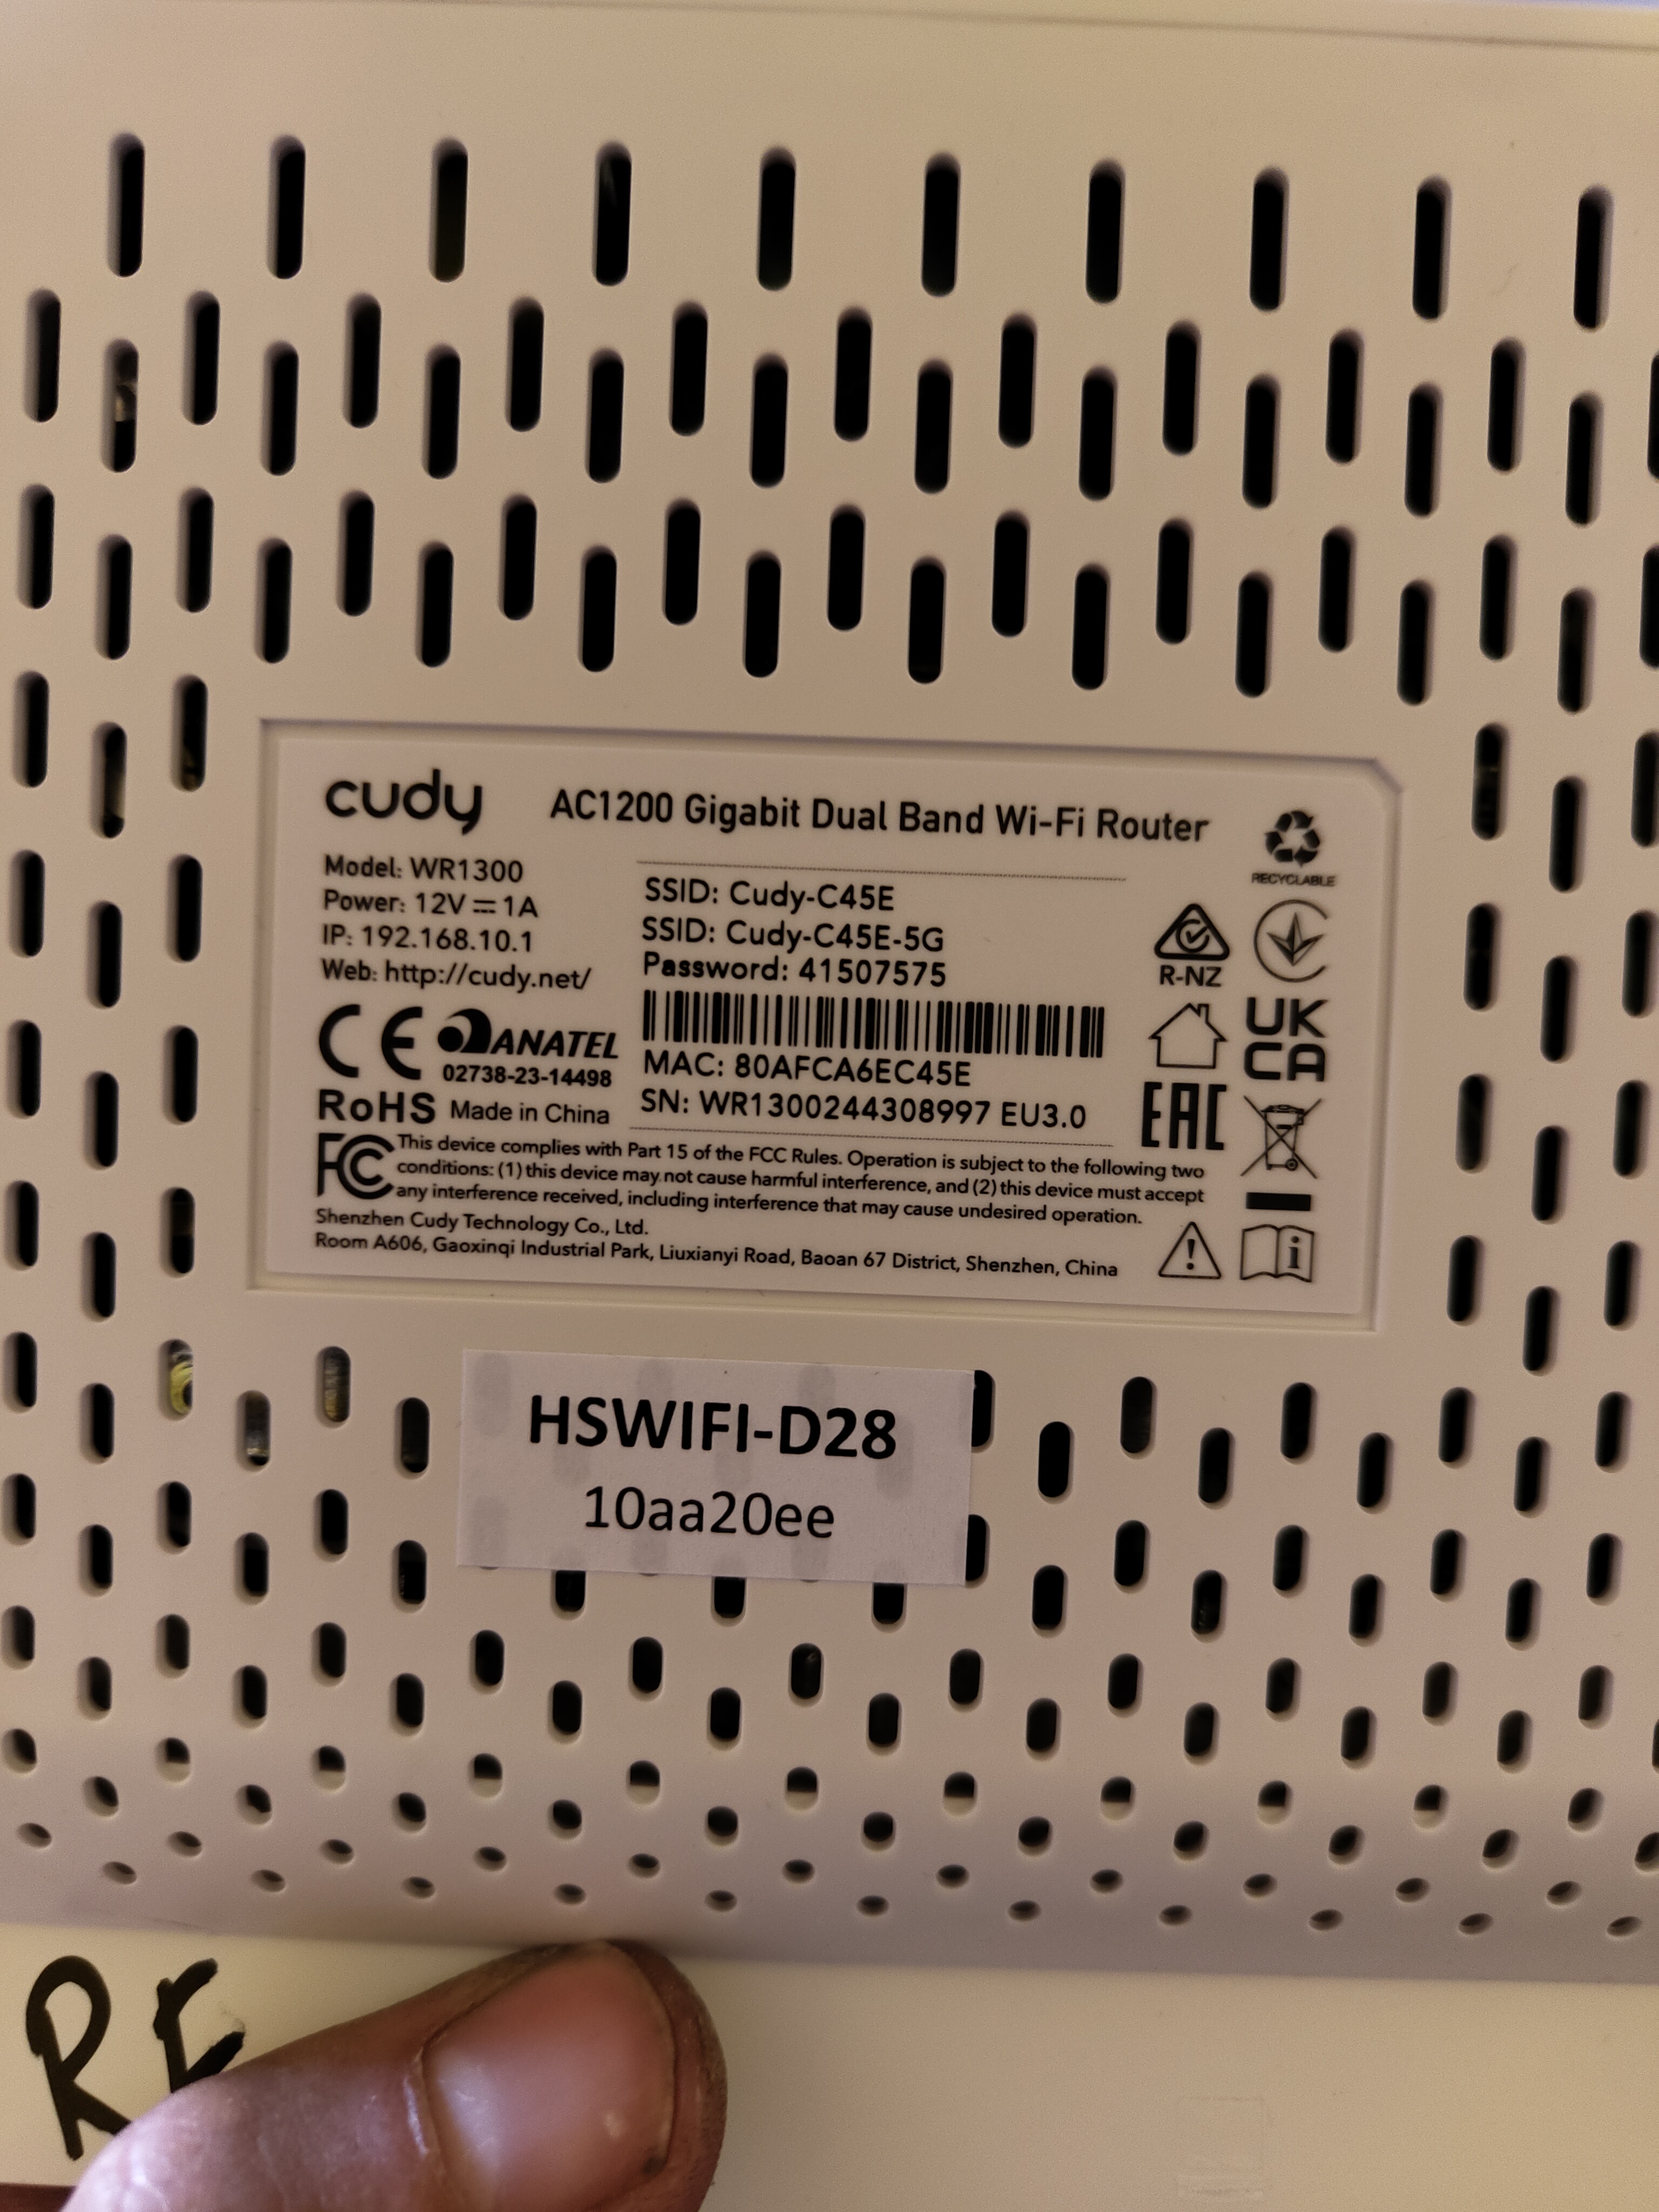 cudy AC1200 Gigabit Dual Band Wi-Fi Router
RECYCLABLE
Model: WR1300
Power: 12V⎓1A
IP: 192.168.10.1
Web: http://cudy.net/
SSID: Cudy-C45E
SSID: Cudy-C45E-5G
Password: 41507575
MAC: 80AFCA6EC45E
SN: WR1300244308997 EU3.0
R-NZ
UK
CA
EAC
CE ANATEL
02738-23-14498
RoHS Made in China
FC This device complies with Part 15 of the FCC Rules. Operation is subject to the following two
conditions: (1) this device may not cause harmful interference, and (2) this device must accept
any interference received, including interference that may cause undesired operation.
Shenzhen Cudy Technology Co., Ltd.
Room A606, Gaoxinqi Industrial Park, Liuxianyi Road, Baoan 67 District, Shenzhen, China
HSWIFI-D28
10aa20ee